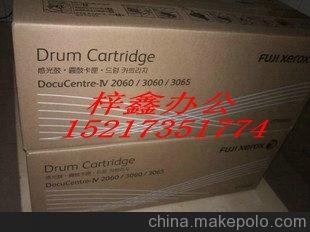 Drum Cartridge
FUJI XEROX
感光鼓・圓鼓卡匣・드럼 카트리지
DocuCentre-IV 2060 / 3060 / 3065
梓鑫办公
15217351774
Drum Cartridge
FUJI XEROX
DocuCentre-IV 2060 / 3060 / 3065
china.makepolo.com